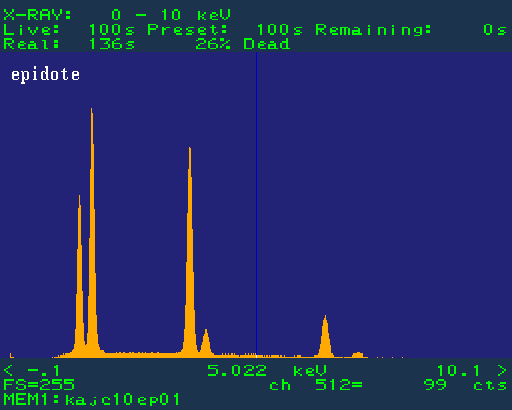 X-RAY:   0 - 10 keV
Live:  100s Preset:  100s Remaining:    0s
Real:  136s     26% Dead
epidote
< -.1            5.022  keV         10.1 >
FS=255                ch  512=     99  cts
MEM1:kajc10ep01